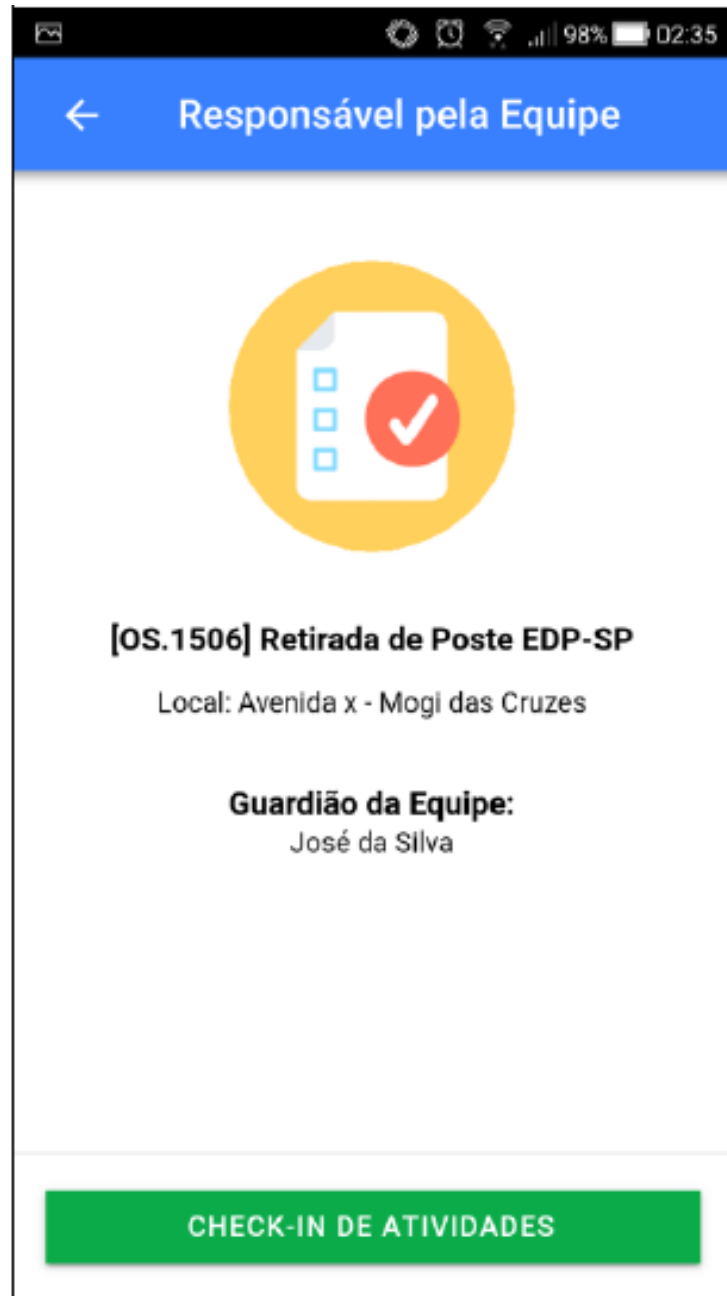 98% 02:35
Responsável pela Equipe
[OS.1506] Retirada de Poste EDP-SP
Local: Avenida x - Mogi das Cruzes
Guardião da Equipe:
José da Silva
CHECK-IN DE ATIVIDADES